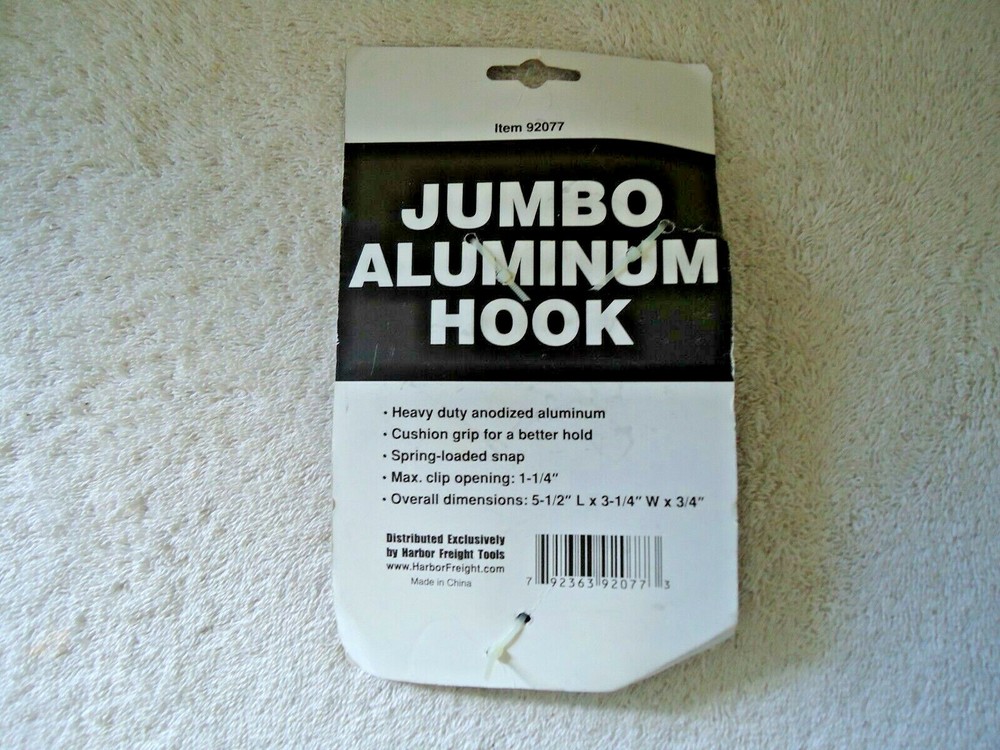 Item 92077
JUMBO
ALUMINUM
HOOK
• Heavy duty anodized aluminum
• Cushion grip for a better hold
• Spring-loaded snap
• Max. clip opening: 1-1/4″
• Overall dimensions: 5-1/2″ L x 3-1/4″ W x 3/4″
Distributed Exclusively
by Harbor Freight Tools
www.HarborFreight.com
Made in China
7 92363 92077 3